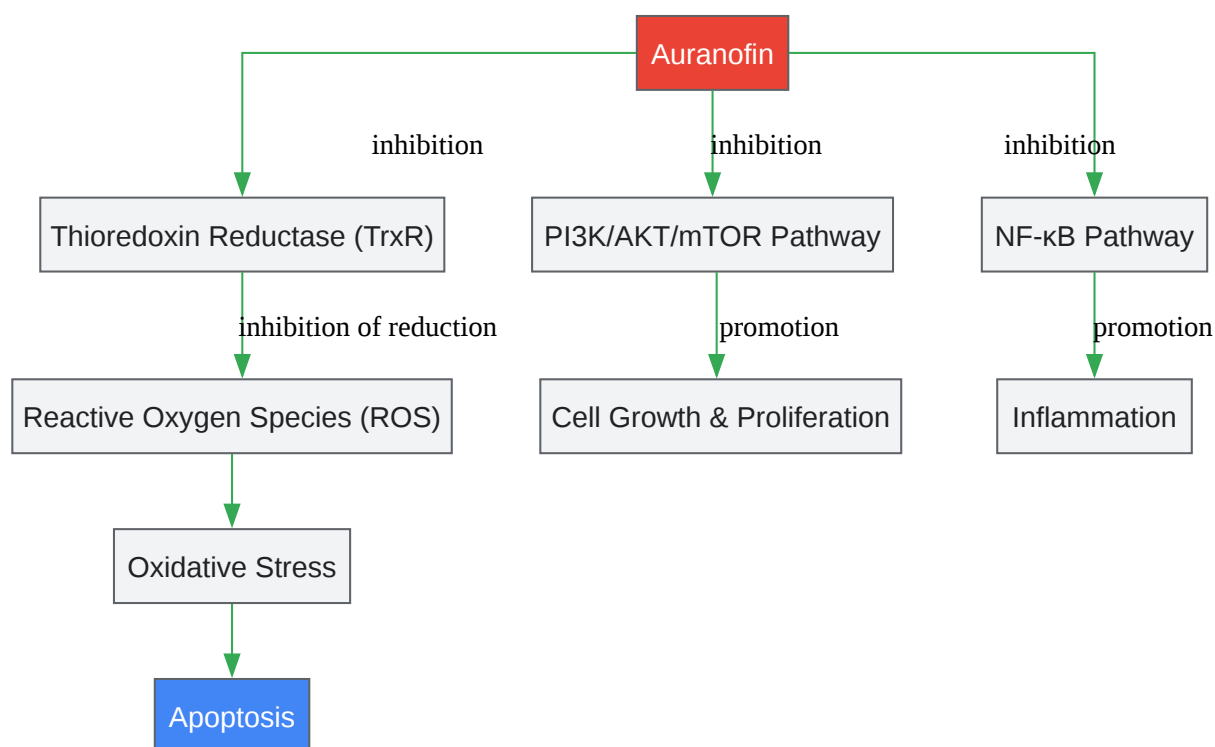 Auranofin
inhibition
inhibition
inhibition
Thioredoxin Reductase (TrxR)
PI3K/AKT/mTOR Pathway
NF-κB Pathway
inhibition of reduction
promotion
promotion
Reactive Oxygen Species (ROS)
Cell Growth & Proliferation
Inflammation
Oxidative Stress
Apoptosis